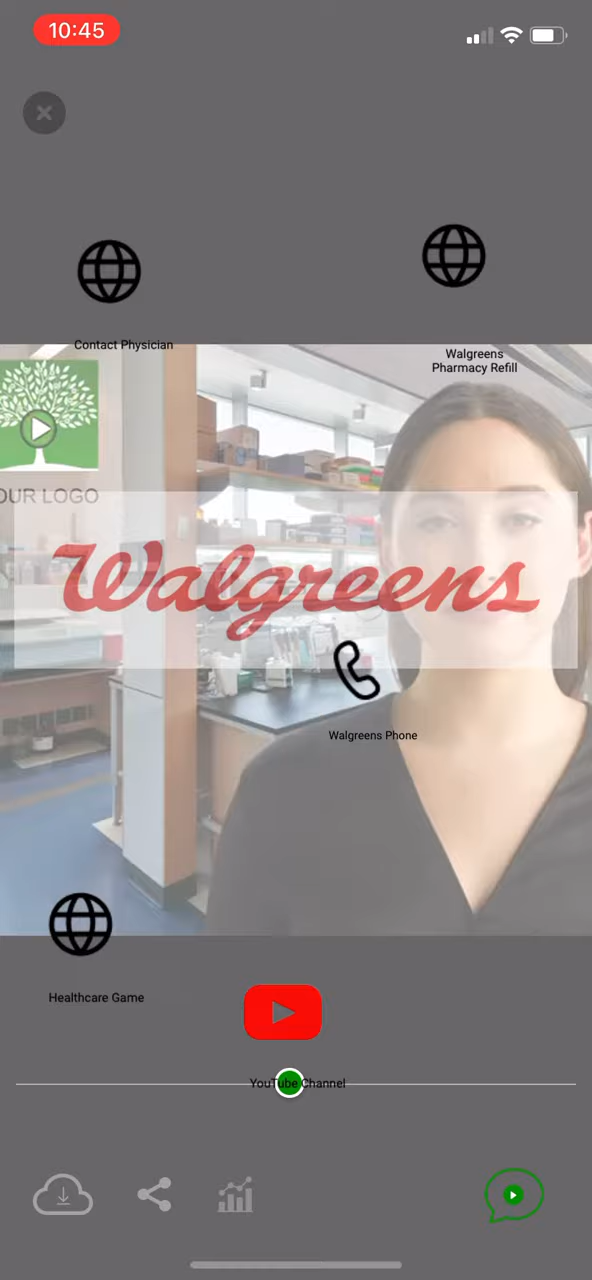 10:45
Contact Physician
Walgreens
Pharmacy Refill
OUR LOGO
Walgreens
Walgreens Phone
Healthcare Game
YouTube Channel